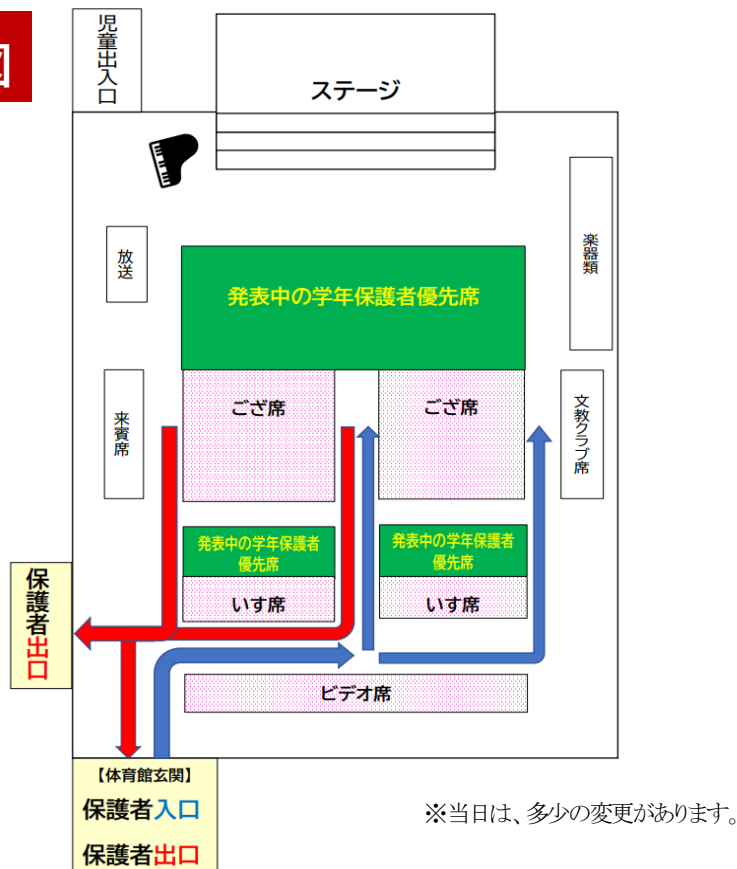 図
児童出入口
ステージ
放送
楽器類
発表中の学年保護者優先席
ござ席
ござ席
来賓席
文教クラブ席
発表中の学年保護者
優先席
発表中の学年保護者
優先席
いす席
いす席
保護者出口
ビデオ席
【体育館玄関】
保護者入口
保護者出口
※当日は、多少の変更があります。